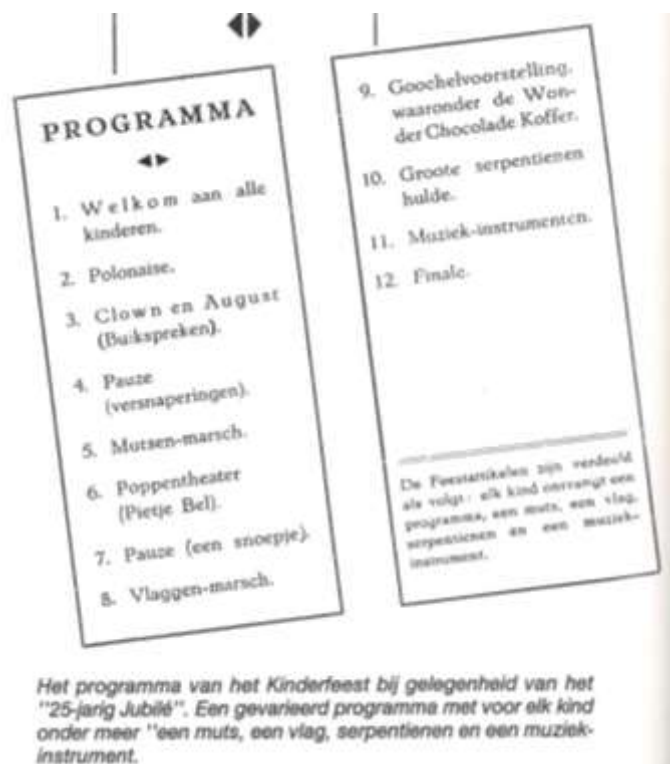 PROGRAMMA
1. Welkom aan alle
kinderen.
2. Polonaise.
3. Clown en August
(Buikspreken).
4. Pauze
(versnaperingen).
5. Mutsen-marsch.
6. Poppentheater
(Pietje Bel).
7. Pauze (een snoepje).
8. Vlaggen-marsch.
9. Goochelvoorstelling,
waaronder de Won-
der Chocolade Koffer.
10. Groote serpentienen
hulde.
11. Muziek-instrumenten.
12. Finale.
De Feestartikelen zijn verdeeld
als volgt: elk kind ontvangt een
programma, een muts, een vlag,
serpentienen en een muziek-
instrument.
Het programma van het Kinderfeest bij gelegenheid van het
"25-jarig Jubilé". Een gevarieerd programma met voor elk kind
onder meer "een muts, een vlag, serpentienen en een muziek-
instrument.